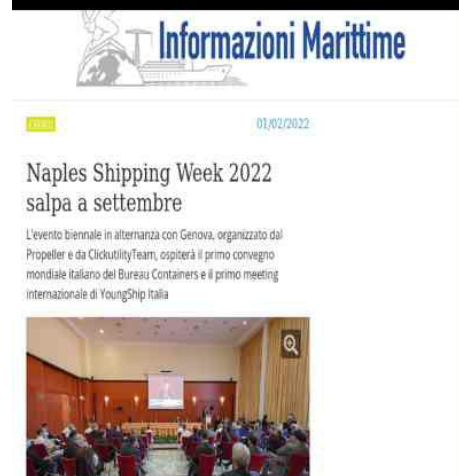 Informazioni Marittime
01/02/2022
Naples Shipping Week 2022
salpa a settembre
L'evento biennale in alternanza con Genova, organizzato dal
Propeller e da ClickutilityTeam, ospiterà il primo convegno
mondiale italiano del Bureau Containers e il primo meeting
internazionale di YoungShip Italia